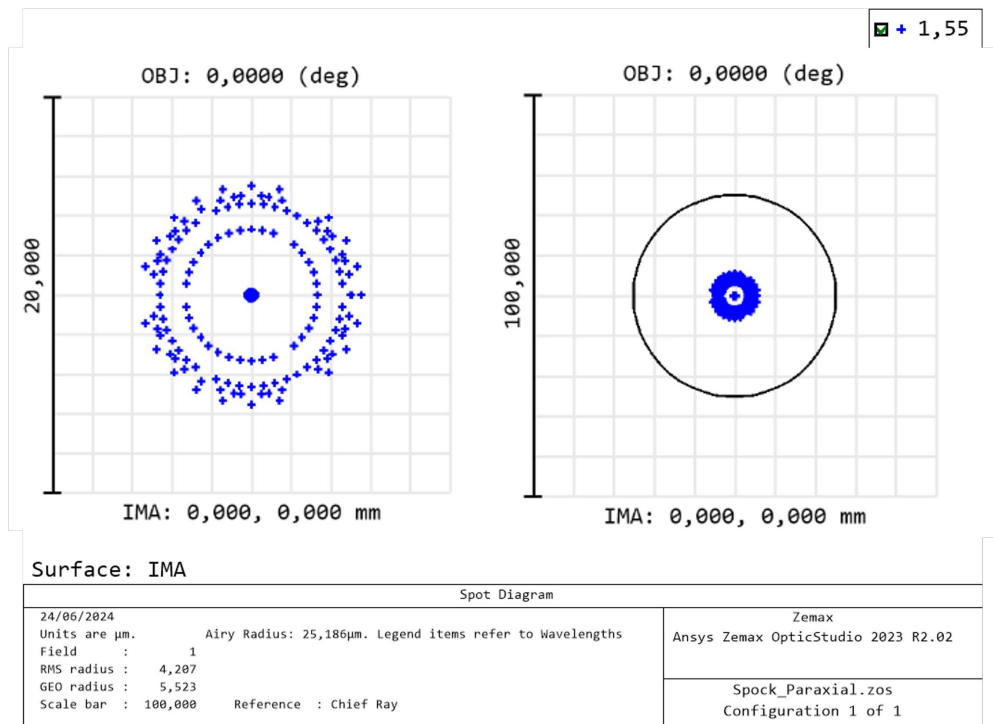 + 1,55
OBJ: 0,0000 (deg)
OBJ: 0,0000 (deg)
20,000
100,000
IMA: 0,000, 0,000 mm
IMA: 0,000, 0,000 mm
Surface: IMA
Spot Diagram
24/06/2024
Units are µm. Airy Radius: 25,186µm. Legend items refer to Wavelengths
Field : 1
RMS radius : 4,207
GEO radius : 5,523
Scale bar : 100,000 Reference : Chief Ray
Zemax
Ansys Zemax OpticStudio 2023 R2.02
Spock_Paraxial.zos
Configuration 1 of 1